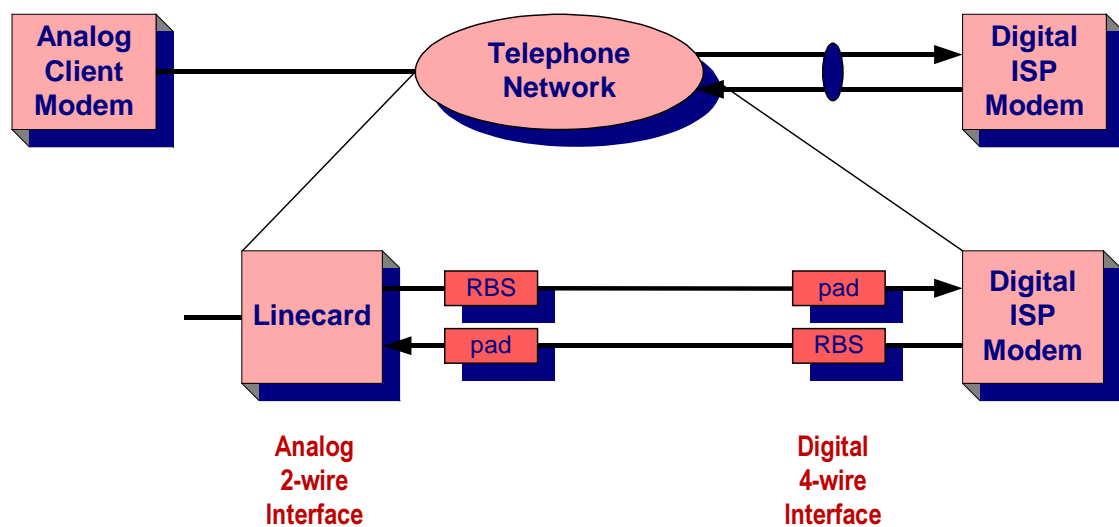 Analog
Client
Modem
Telephone
Network
Digital
ISP
Modem
Linecard
RBS
pad
pad
RBS
Digital
ISP
Modem
Analog
2-wire
Interface
Digital
4-wire
Interface